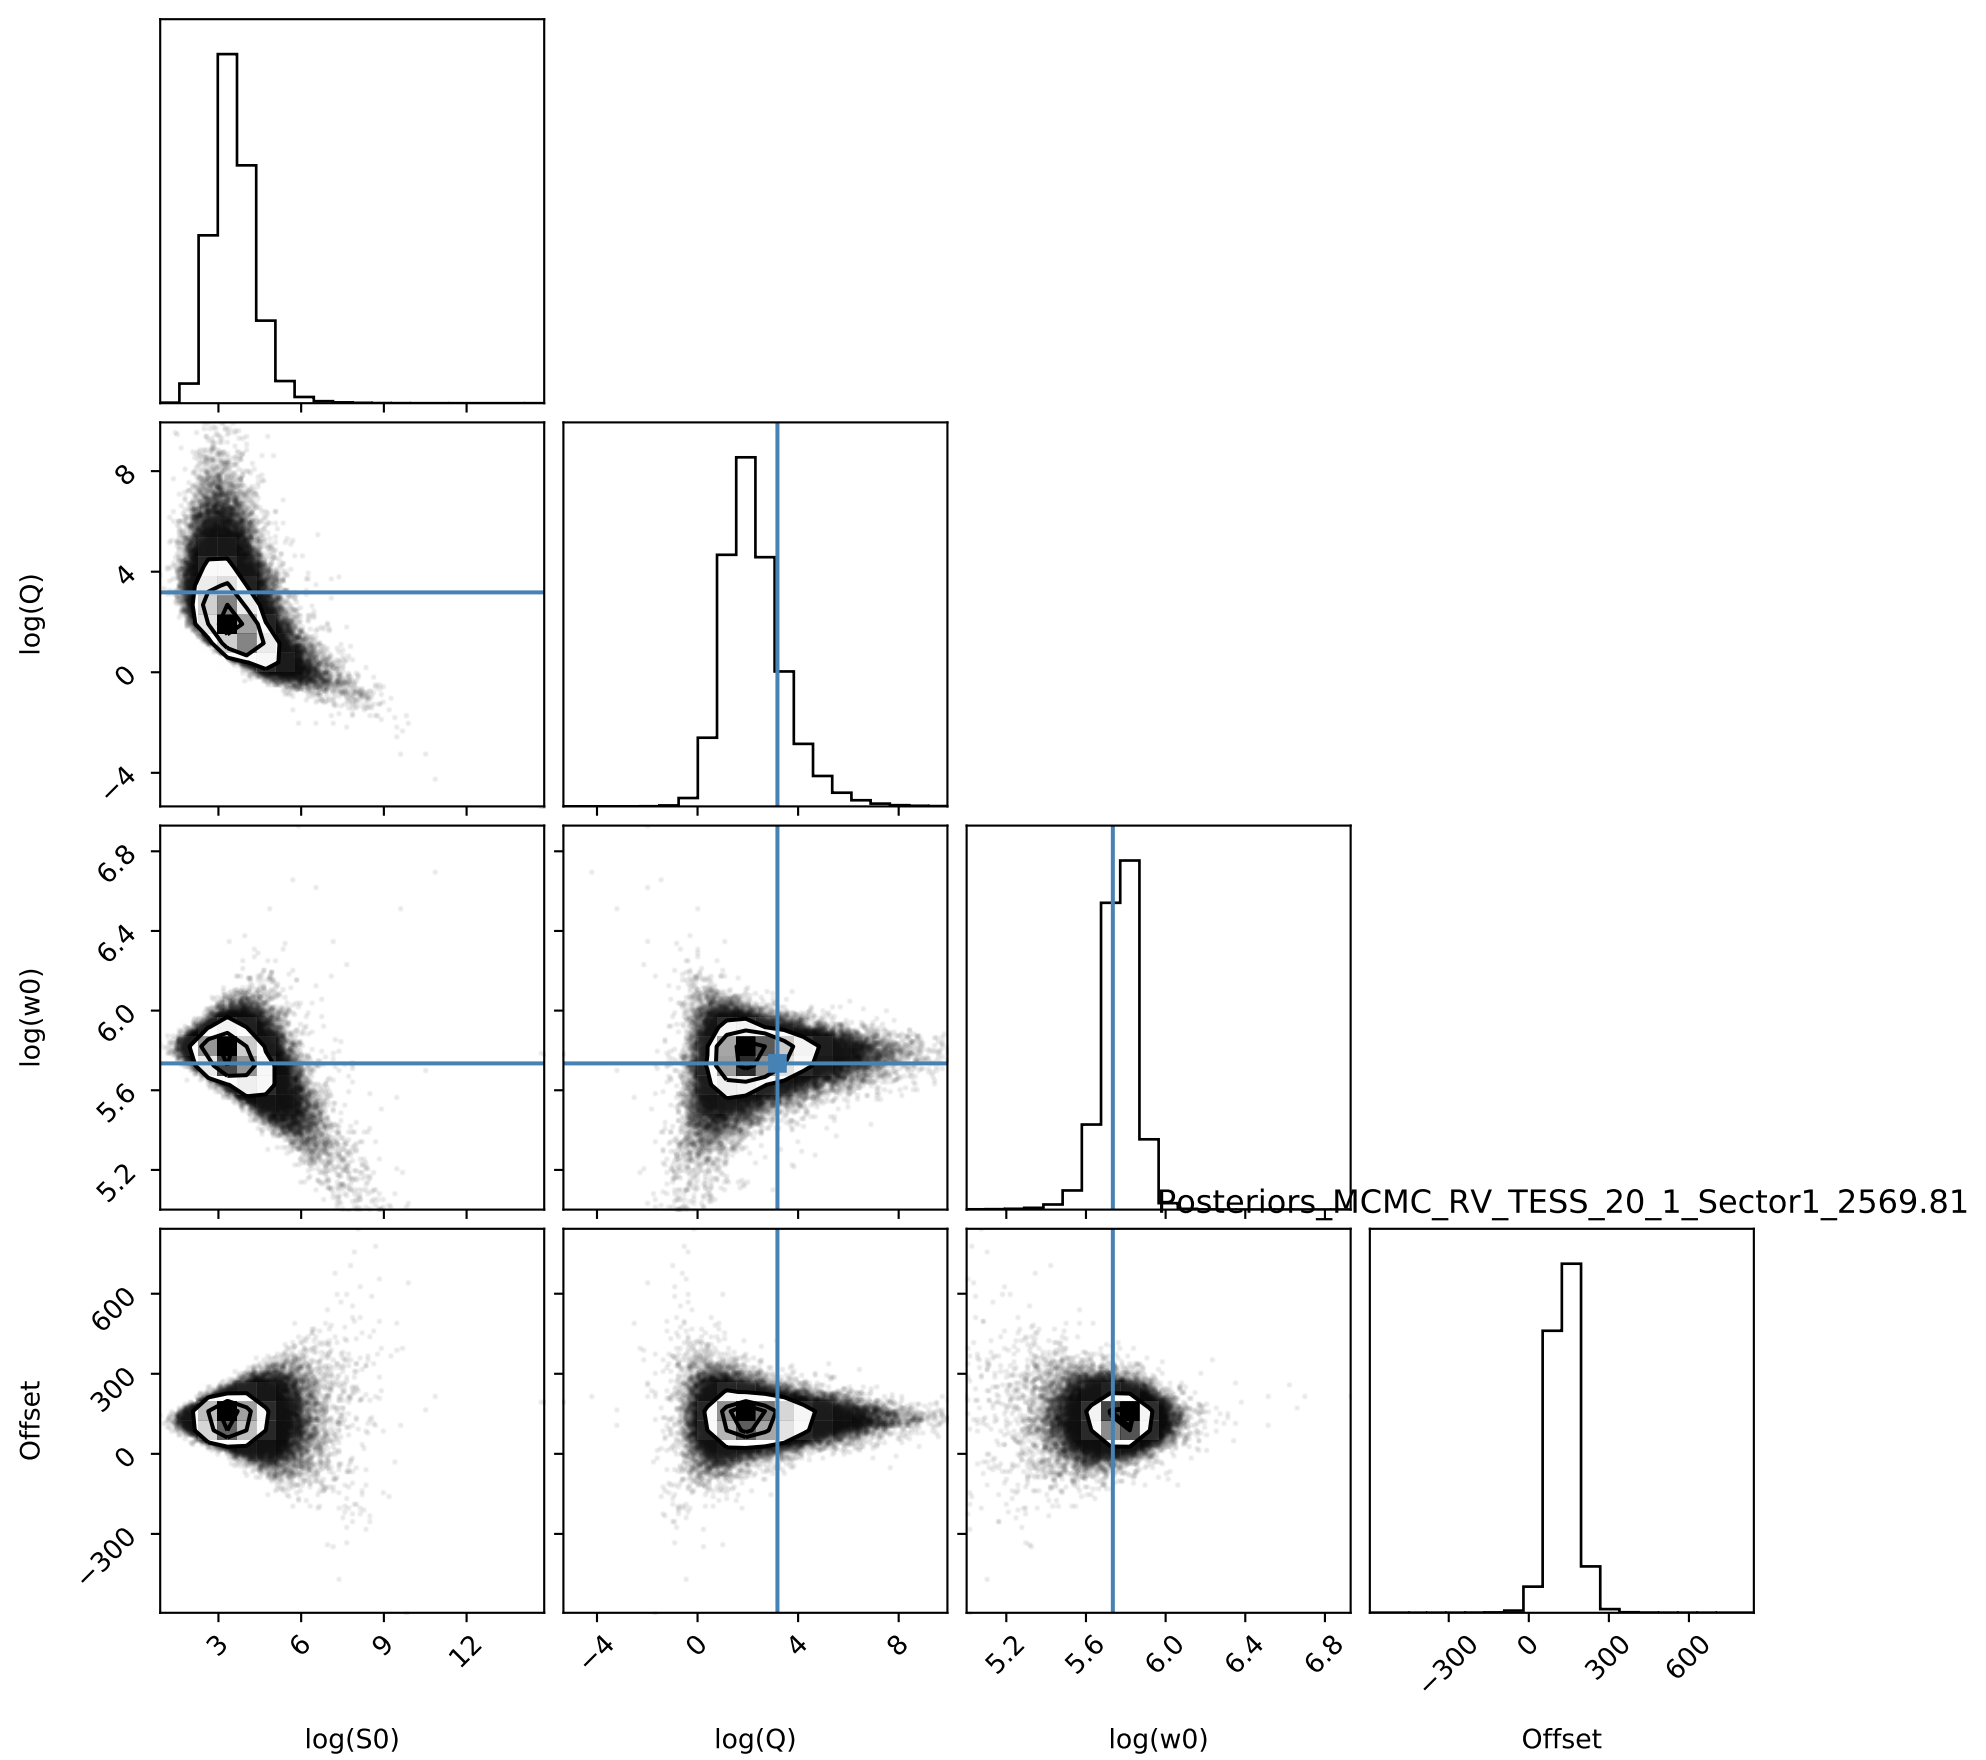 8
4
0
−4
log(Q)
6.8
6.4
6.0
5.6
5.2
log(w0)
Posteriors_MCMC_RV_TESS_20_1_Sector1_2569.81
600
300
0
−300
Offset
3 6 9 12
−4 0 4 8
5.2 5.6 6.0 6.4 6.8
−300 0 300 600
log(S0) log(Q) log(w0) Offset